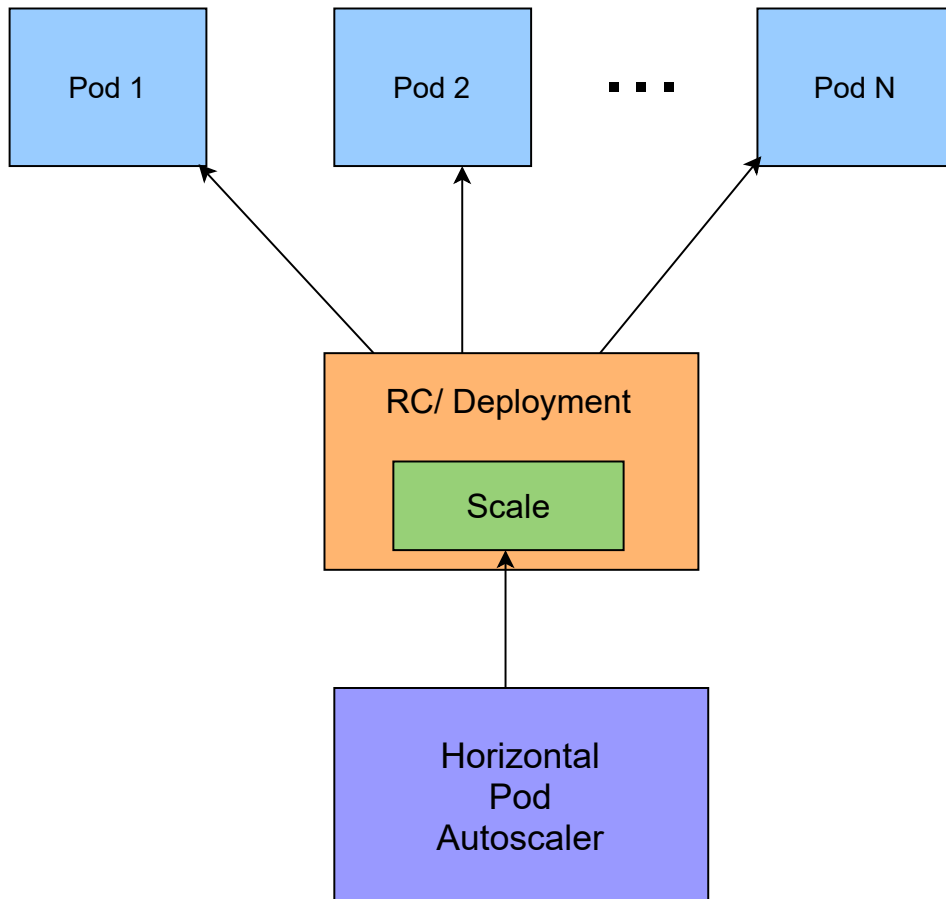 Pod 1
Pod 2
Pod N
RC/ Deployment
Scale
Horizontal
Pod
Autoscaler